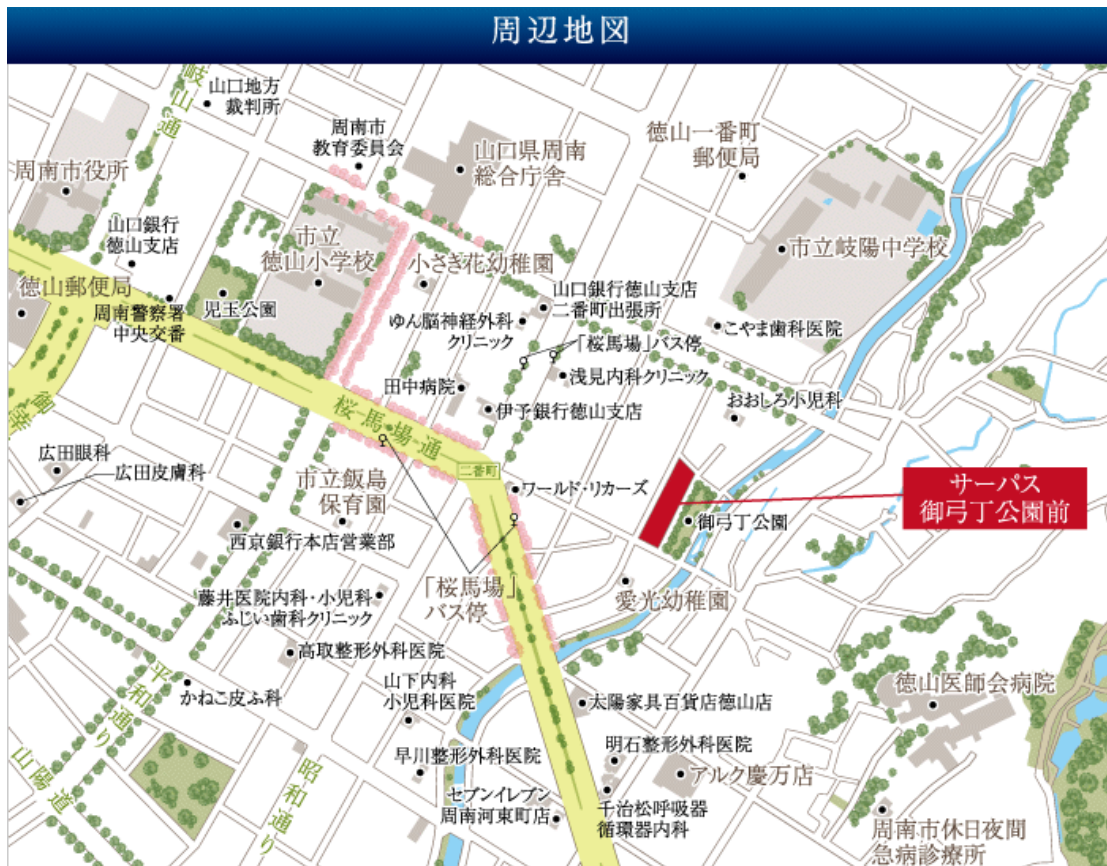 周辺地図
岐山通
山口地方
裁判所
周南市
教育委員会
山口県周南
総合庁舎
徳山一番町
郵便局
周南市役所
山口銀行
徳山支店
市立
徳山小学校
小さき花幼稚園
市立岐陽中学校
徳山郵便局
周南警察署
中央交番
児玉公園
ゆん脳神経外科
クリニック
山口銀行徳山支店
二番町出張所
「桜馬場」バス停
こやま歯科医院
浅見内科クリニック
田中病院
伊予銀行徳山支店
おおしろ小児科
御幸
桜馬場通
二番町
広田眼科
広田皮膚科
市立飯島
保育園
ワールド・リカーズ
サーパス
御弓丁公園前
御弓丁公園
西京銀行本店営業部
「桜馬場」
バス停
愛光幼稚園
藤井医院内科・小児科
ふじい歯科クリニック
高取整形外科医院
かねこ皮ふ科
平和通り
山陽道
昭和通り
山下内科
小児科医院
太陽家具百貨店徳山店
徳山医師会病院
早川整形外科医院
明石整形外科医院
アルク慶万店
セブンイレブン
周南河東町店
千治松呼吸器
循環器内科
周南市休日夜間
急病診療所